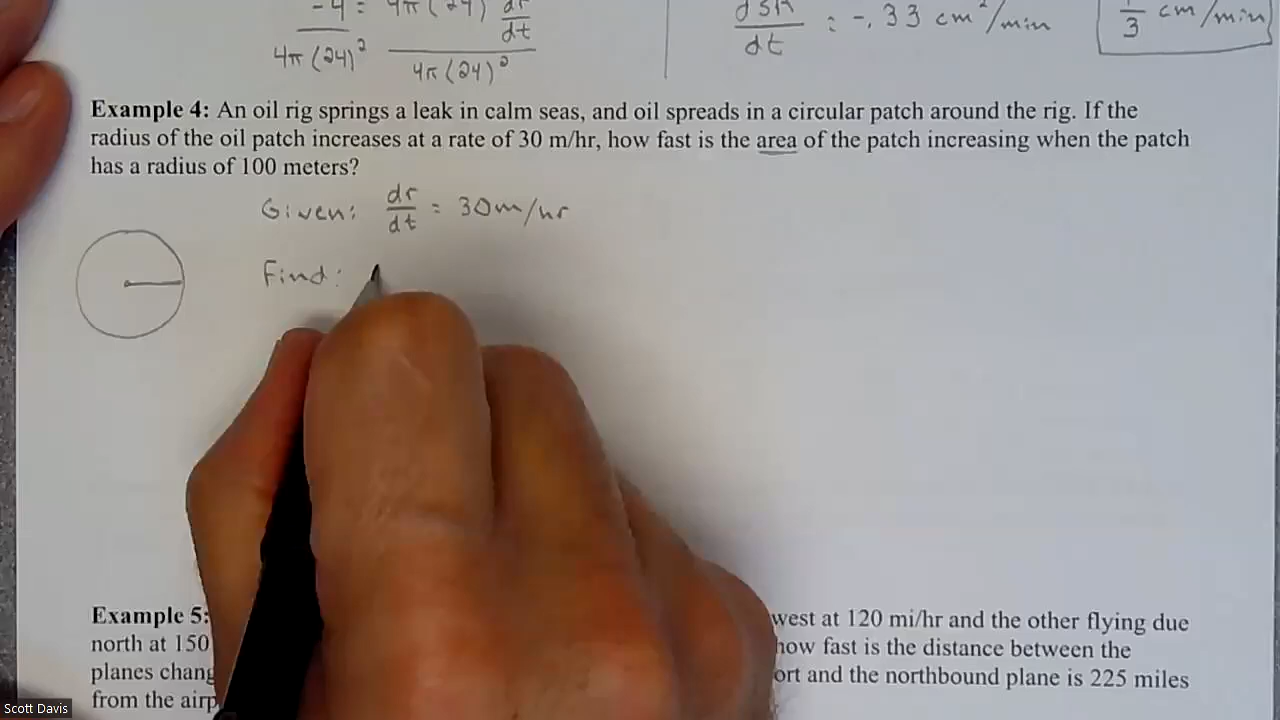 -4 = 4π(24) dr/dt
4π(24)² 4π(24)²
dt = -.33 cm²/min
1/3 cm/min
Example 4: An oil rig springs a leak in calm seas, and oil spreads in a circular patch around the rig. If the
radius of the oil patch increases at a rate of 30 m/hr, how fast is the area of the patch increasing when the patch
has a radius of 100 meters?
Given: dr/dt = 30m/hr
Find:
Example 5: west at 120 mi/hr and the other flying due
north at 150 how fast is the distance between the
planes and the northbound plane is 225 miles
from the
Scott Davis